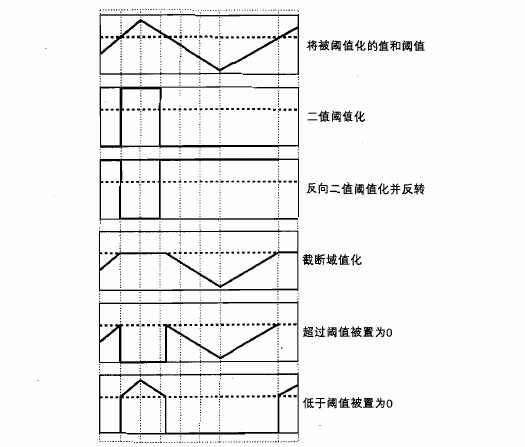 将被阈值化的值和阈值
二值阈值化
反向二值阈值化并反转
截断域值化
超过阈值被置为0
低于阈值被置为0